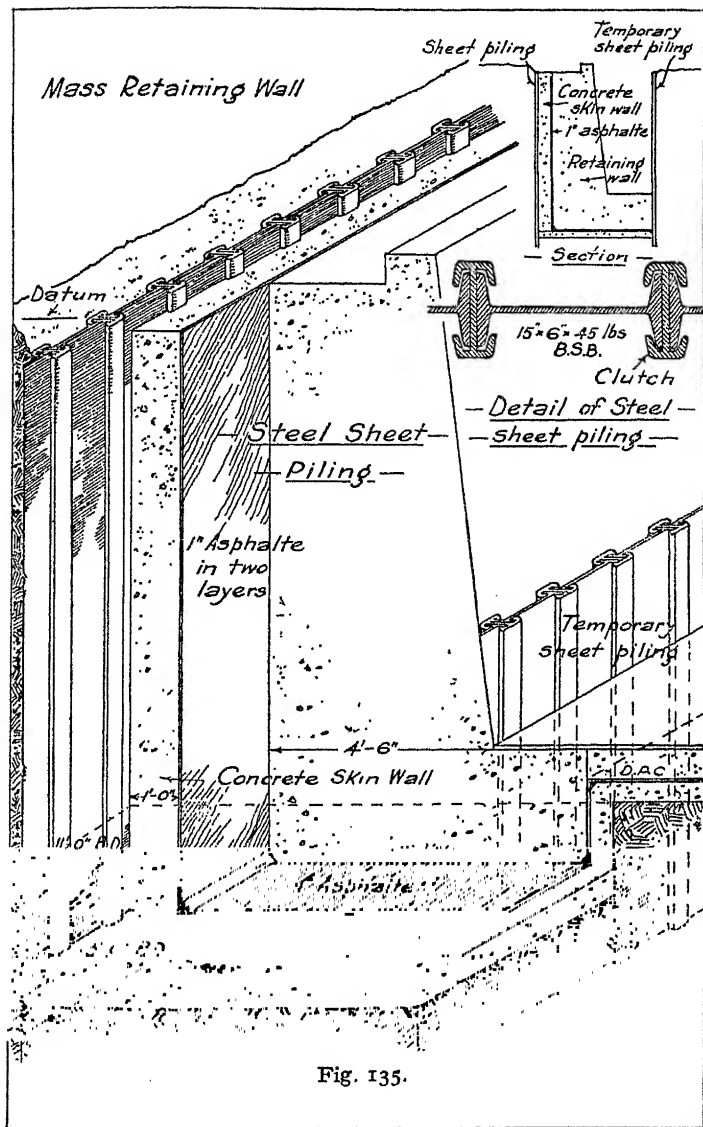 Mass Retaining Wall
Sheet piling
Temporary
sheet piling
Concrete
skin wall
1" asphalte
Retaining
wall
— Section —
Datum
15" × 6" × 45 lbs
B.S.B.
Clutch
— Detail of Steel —
— sheet piling —
— Steel Sheet —
— Piling —
1" Asphalte
in two
layers
Temporary
sheet piling
4'-6"
D.P.C
Concrete Skin Wall
1'-0"
1" Asphalte
Fig. 135.